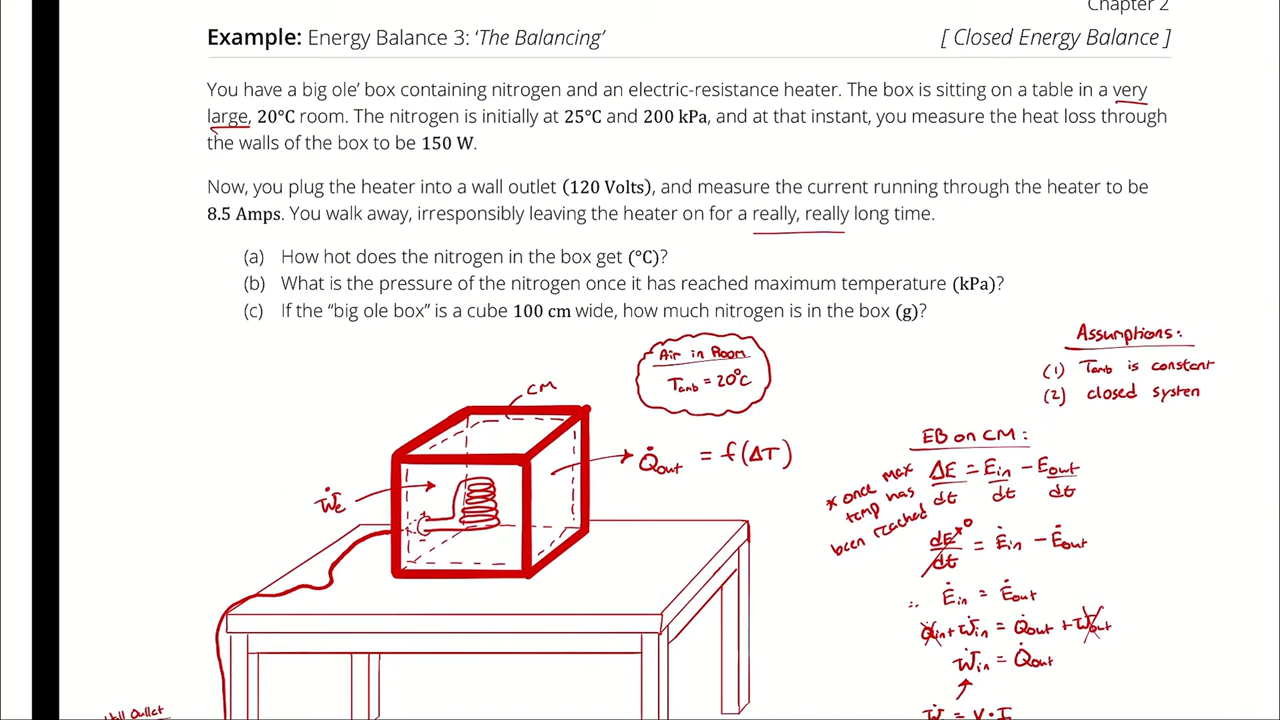 Chapter 2
Example: Energy Balance 3: ‘The Balancing’
[ Closed Energy Balance ]
You have a big ole’ box containing nitrogen and an electric-resistance heater. The box is sitting on a table in a very
large, 20°C room. The nitrogen is initially at 25°C and 200 kPa, and at that instant, you measure the heat loss through
the walls of the box to be 150 W.
Now, you plug the heater into a wall outlet (120 Volts), and measure the current running through the heater to be
8.5 Amps. You walk away, irresponsibly leaving the heater on for a really, really long time.
(a) How hot does the nitrogen in the box get (°C)?
(b) What is the pressure of the nitrogen once it has reached maximum temperature (kPa)?
(c) If the “big ole box” is a cube 100 cm wide, how much nitrogen is in the box (g)?
Air in Room
Tamb = 20°C
Assumptions:
(1) Tamb is constant
(2) closed system
CM
Q̇out = f(ΔT)
Ẇe
EB on CM:
* once max
temp has
been reached
ΔE/dt = Ein/dt - Eout/dt
dE/dt 0 = Ėin - Ėout
∴ Ėin = Ėout
Q̇in + Ẇin = Q̇out + Ẇout
Ẇin = Q̇out
Ẇ = V·I
Wall Outlet